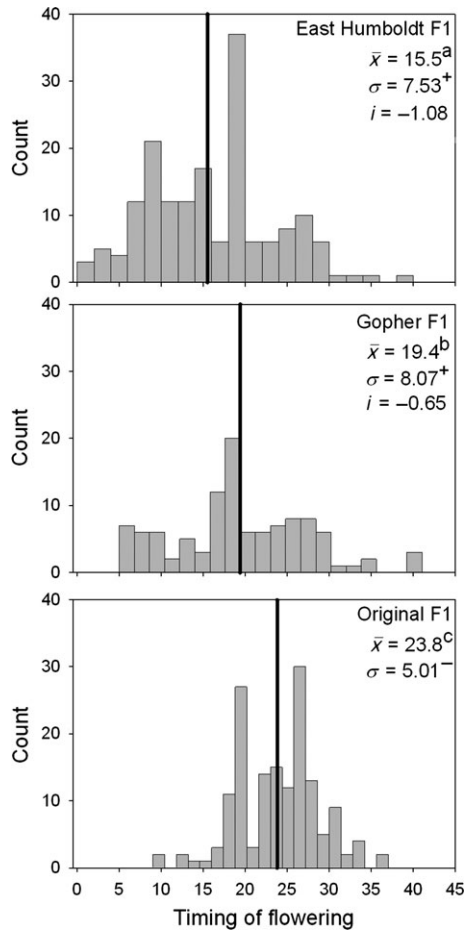 East Humboldt F1
x̄ = 15.5ᵃ
σ = 7.53⁺
i = −1.08
40
30
20
10
0
Count
Gopher F1
x̄ = 19.4ᵇ
σ = 8.07⁺
i = −0.65
40
30
20
10
0
Count
Original F1
x̄ = 23.8ᶜ
σ = 5.01⁻
40
30
20
10
0
Count
0 5 10 15 20 25 30 35 40 45
Timing of flowering